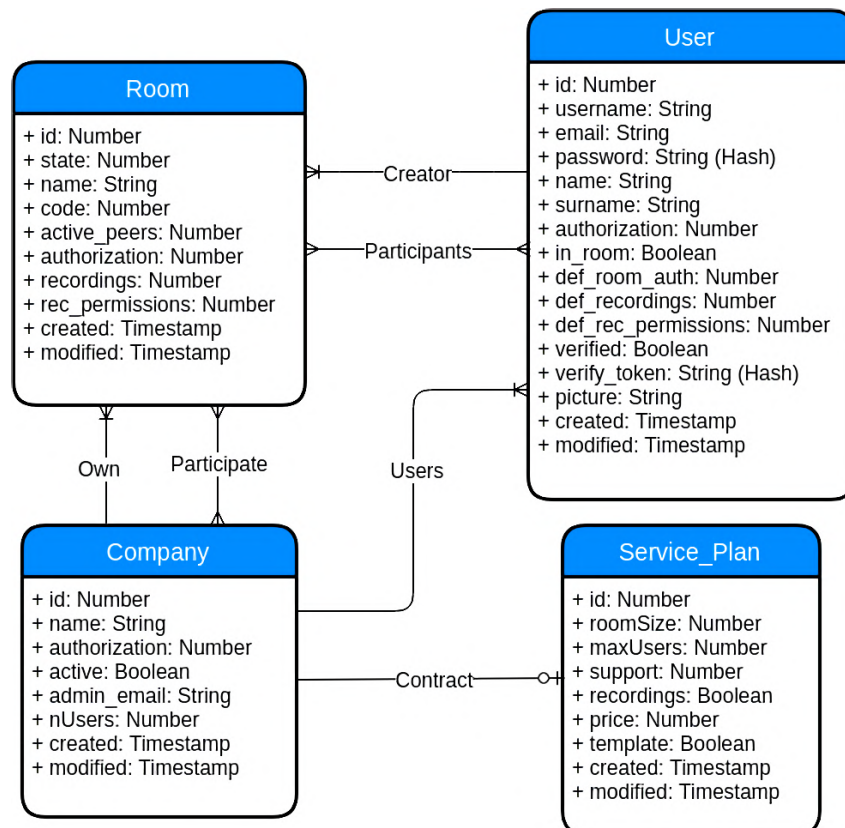 Room
+ id: Number
+ state: Number
+ name: String
+ code: Number
+ active_peers: Number
+ authorization: Number
+ recordings: Number
+ rec_permissions: Number
+ created: Timestamp
+ modified: Timestamp
User
+ id: Number
+ username: String
+ email: String
+ password: String (Hash)
+ name: String
+ surname: String
+ authorization: Number
+ in_room: Boolean
+ def_room_auth: Number
+ def_recordings: Number
+ def_rec_permissions: Number
+ verified: Boolean
+ verify_token: String (Hash)
+ picture: String
+ created: Timestamp
+ modified: Timestamp
Creator
Participants
Own
Participate
Users
Company
+ id: Number
+ name: String
+ authorization: Number
+ active: Boolean
+ admin_email: String
+ nUsers: Number
+ created: Timestamp
+ modified: Timestamp
Contract
Service_Plan
+ id: Number
+ roomSize: Number
+ maxUsers: Number
+ support: Number
+ recordings: Boolean
+ price: Number
+ template: Boolean
+ created: Timestamp
+ modified: Timestamp